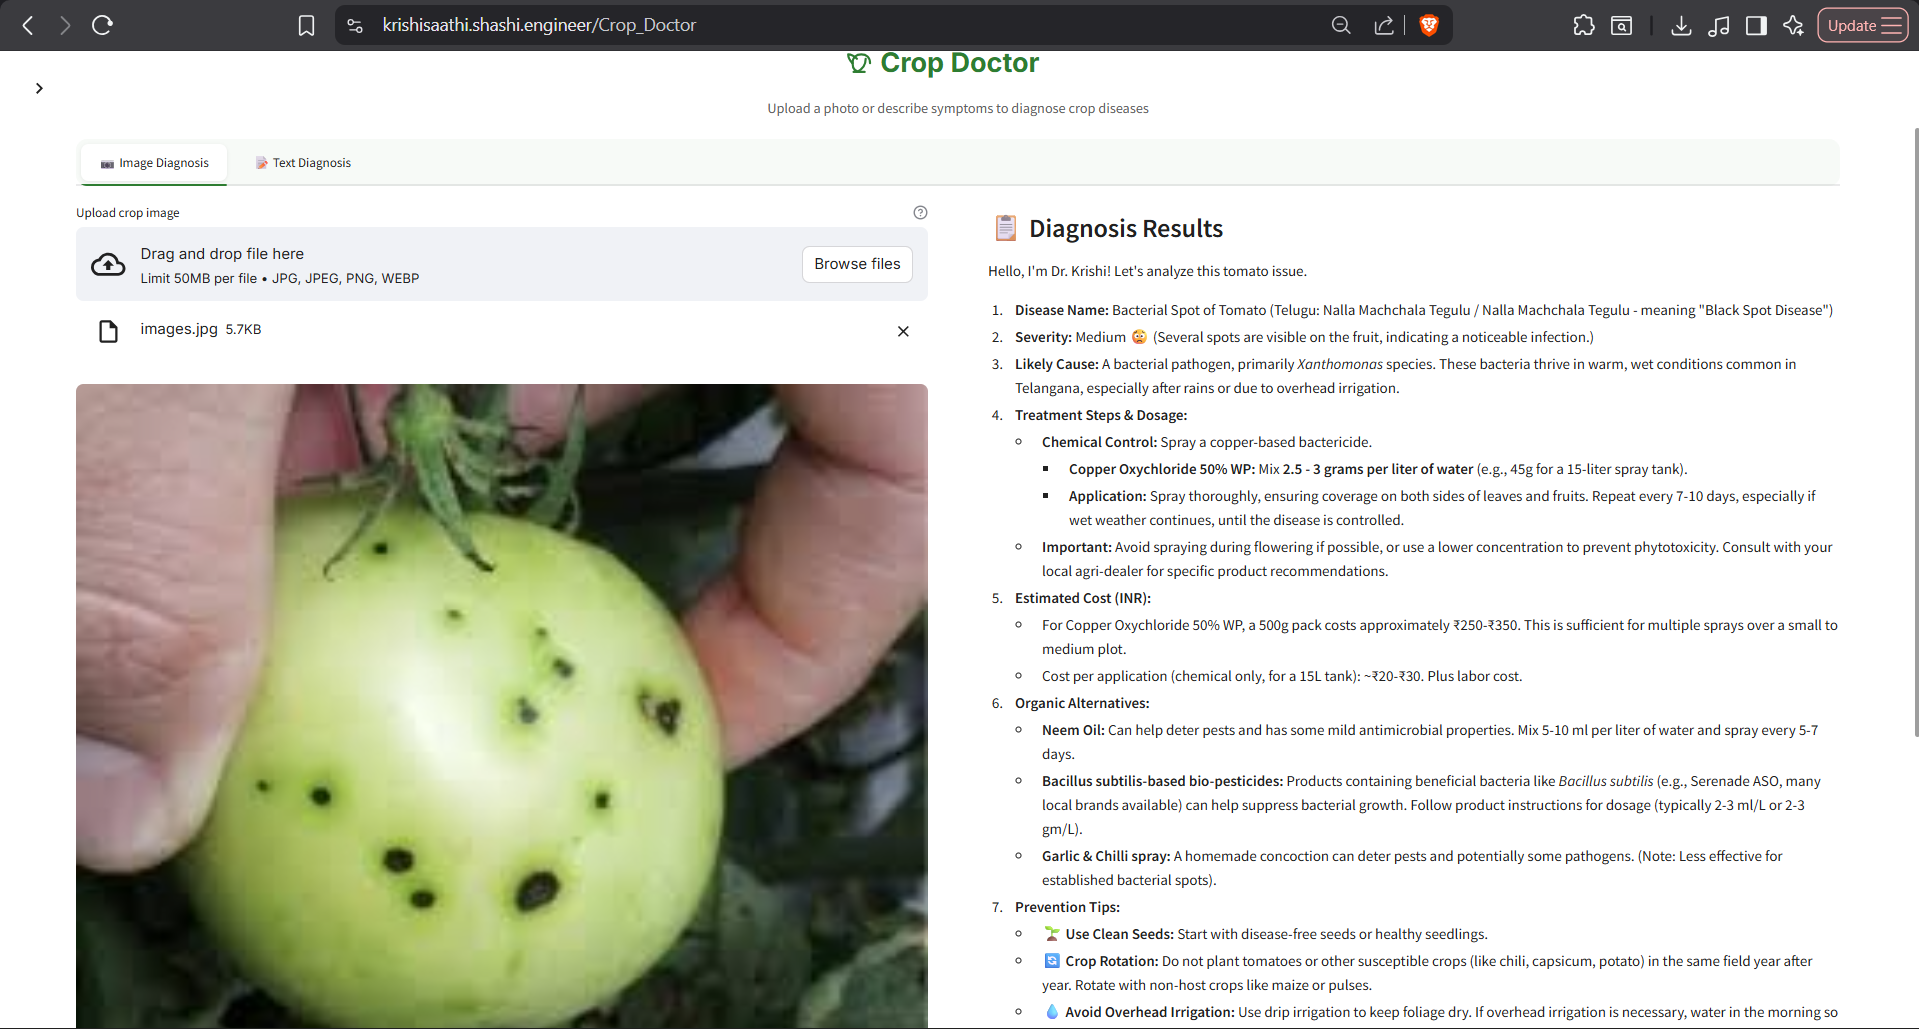 krishisaathi.shashi.engineer/Crop_Doctor
Update
Crop Doctor
Upload a photo or describe symptoms to diagnose crop diseases
Image Diagnosis
Text Diagnosis
Upload crop image
Drag and drop file here
Limit 50MB per file • JPG, JPEG, PNG, WEBP
Browse files
images.jpg 5.7KB
Diagnosis Results
Hello, I'm Dr. Krishi! Let's analyze this tomato issue.
1. Disease Name: Bacterial Spot of Tomato (Telugu: Nalla Machchala Tegulu / Nalla Machchala Tegulu - meaning "Black Spot Disease")
2. Severity: Medium 😳 (Several spots are visible on the fruit, indicating a noticeable infection.)
3. Likely Cause: A bacterial pathogen, primarily Xanthomonas species. These bacteria thrive in warm, wet conditions common in
Telangana, especially after rains or due to overhead irrigation.
4. Treatment Steps & Dosage:
Chemical Control: Spray a copper-based bactericide.
Copper Oxychloride 50% WP: Mix 2.5 - 3 grams per liter of water (e.g., 45g for a 15-liter spray tank).
Application: Spray thoroughly, ensuring coverage on both sides of leaves and fruits. Repeat every 7-10 days, especially if
wet weather continues, until the disease is controlled.
Important: Avoid spraying during flowering if possible, or use a lower concentration to prevent phytotoxicity. Consult with your
local agri-dealer for specific product recommendations.
5. Estimated Cost (INR):
For Copper Oxychloride 50% WP, a 500g pack costs approximately ₹250-₹350. This is sufficient for multiple sprays over a small to
medium plot.
Cost per application (chemical only, for a 15L tank): ~₹20-₹30. Plus labor cost.
6. Organic Alternatives:
Neem Oil: Can help deter pests and has some mild antimicrobial properties. Mix 5-10 ml per liter of water and spray every 5-7
days.
Bacillus subtilis-based bio-pesticides: Products containing beneficial bacteria like Bacillus subtilis (e.g., Serenade ASO, many
local brands available) can help suppress bacterial growth. Follow product instructions for dosage (typically 2-3 ml/L or 2-3
gm/L).
Garlic & Chilli spray: A homemade concoction can deter pests and potentially some pathogens. (Note: Less effective for
established bacterial spots).
7. Prevention Tips:
🌱 Use Clean Seeds: Start with disease-free seeds or healthy seedlings.
🔄 Crop Rotation: Do not plant tomatoes or other susceptible crops (like chili, capsicum, potato) in the same field year after
year. Rotate with non-host crops like maize or pulses.
💧 Avoid Overhead Irrigation: Use drip irrigation to keep foliage dry. If overhead irrigation is necessary, water in the morning so